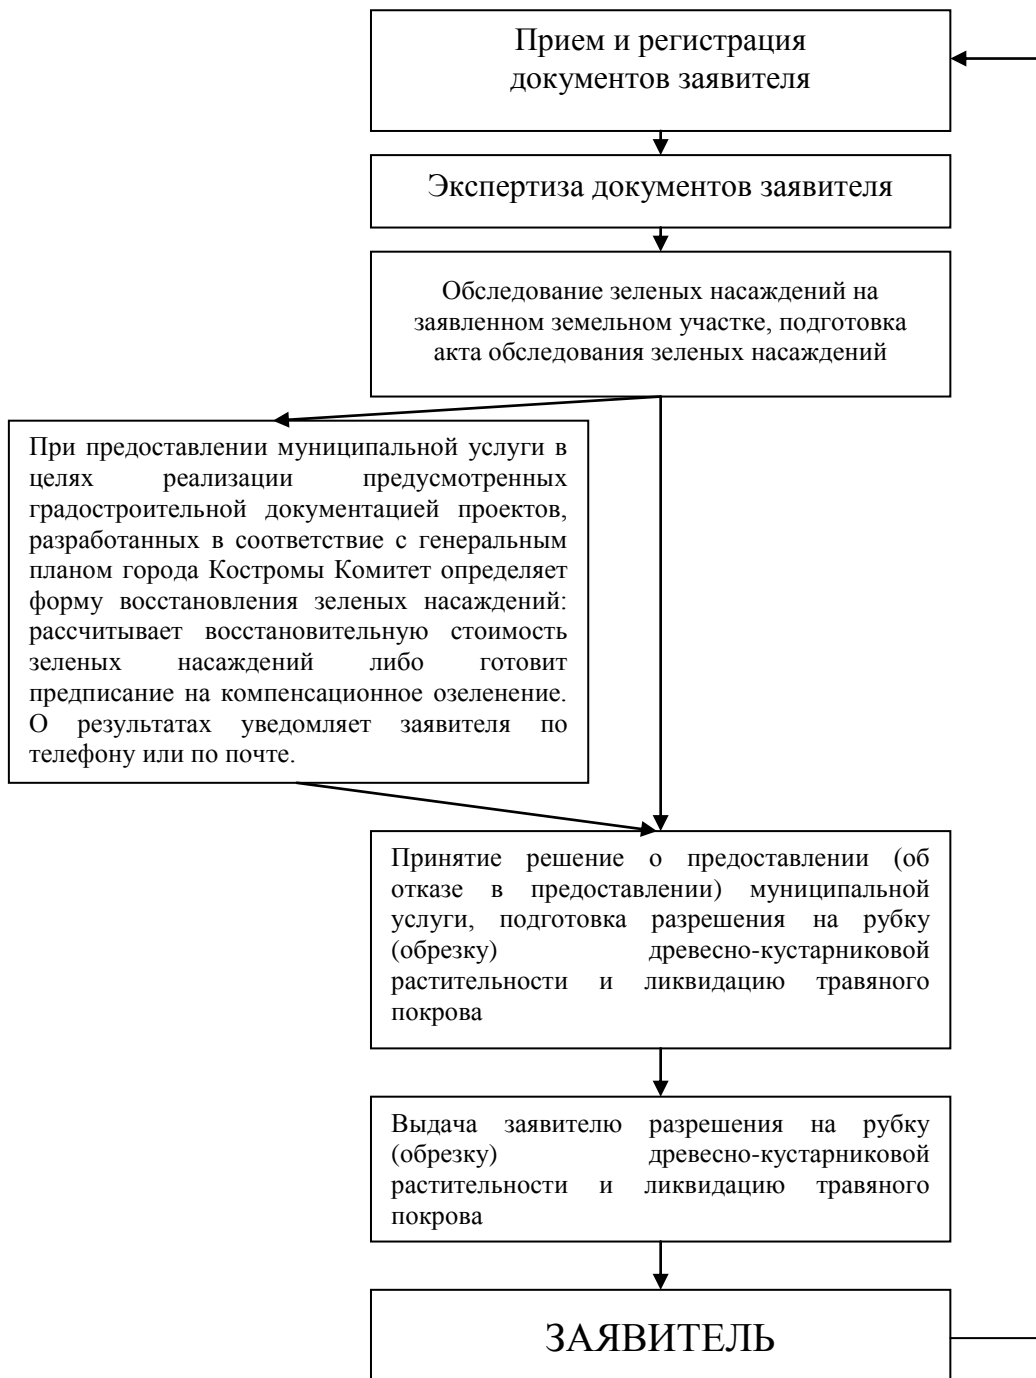 Прием и регистрация
документов заявителя
Экспертиза документов заявителя
Обследование зеленых насаждений на
заявленном земельном участке, подготовка
акта обследования зеленых насаждений
При предоставлении муниципальной услуги в
целях реализации предусмотренных
градостроительной документацией проектов,
разработанных в соответствие с генеральным
планом города Костромы Комитет определяет
форму восстановления зеленых насаждений:
рассчитывает восстановительную стоимость
зеленых насаждений либо готовит
предписание на компенсационное озеленение.
О результатах уведомляет заявителя по
телефону или по почте.
Принятие решение о предоставлении (об
отказе в предоставлении) муниципальной
услуги, подготовка разрешения на рубку
(обрезку) древесно-кустарниковой
растительности и ликвидацию травяного
покрова
Выдача заявителю разрешения на рубку
(обрезку) древесно-кустарниковой
растительности и ликвидацию травяного
покрова
ЗАЯВИТЕЛЬ